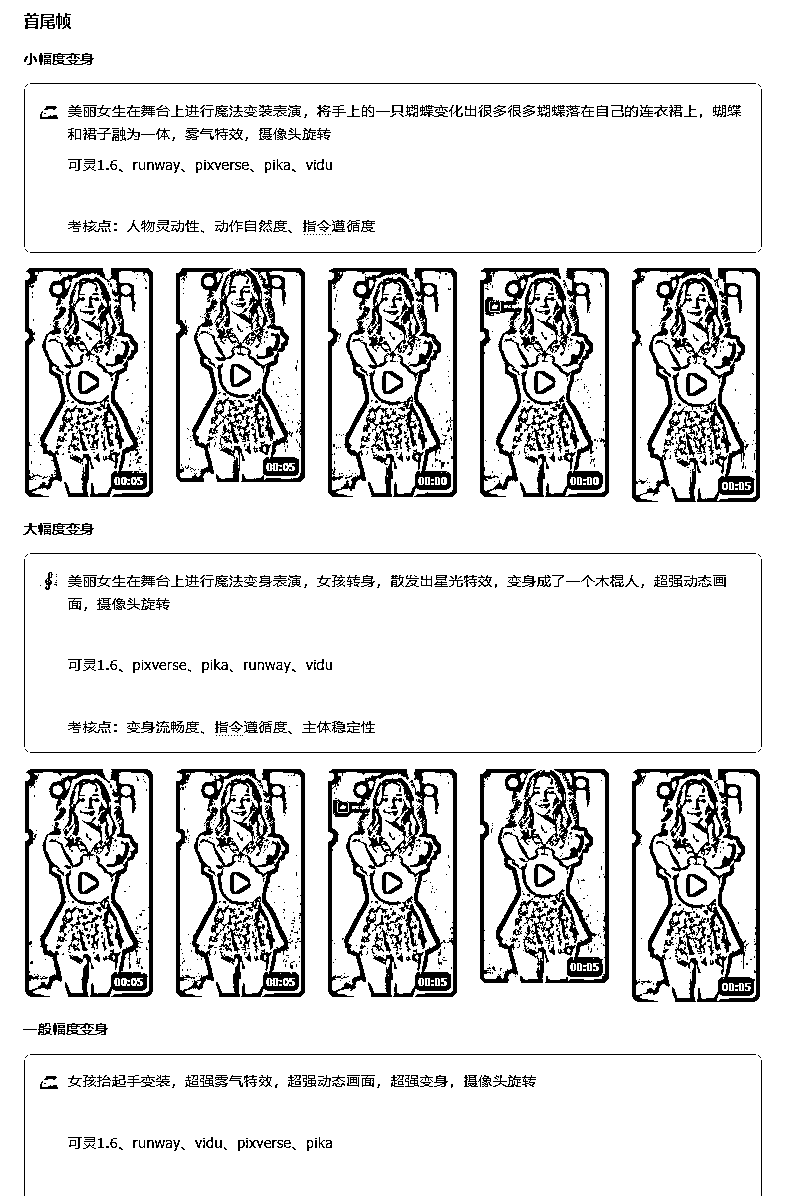 首尾帧
小幅度变身
美丽女生在舞台上进行魔法变装表演，将手上的一只蝴蝶变化出很多很多蝴蝶落在自己的连衣裙上，蝴蝶
和裙子融为一体，雾气特效，摄像头旋转
可灵1.6、runway、pixverse、pika、vidu
考核点：人物灵动性、动作自然度、指令遵循度
00:05 00:05 00:00 00:00 00:05
大幅度变身
美丽女生在舞台上进行魔法变身表演，女孩转身，散发出星光特效，变身成了一个木棍人，超强动态画
面，摄像头旋转
可灵1.6、pixverse、pika、runway、vidu
考核点：变身流畅度、指令遵循度、主体稳定性
00:05 00:05 00:05 00:05 00:05
一般幅度变身
女孩抬起手变装，超强雾气特效，超强动态画面，超强变身，摄像头旋转
可灵1.6、runway、vidu、pixverse、pika